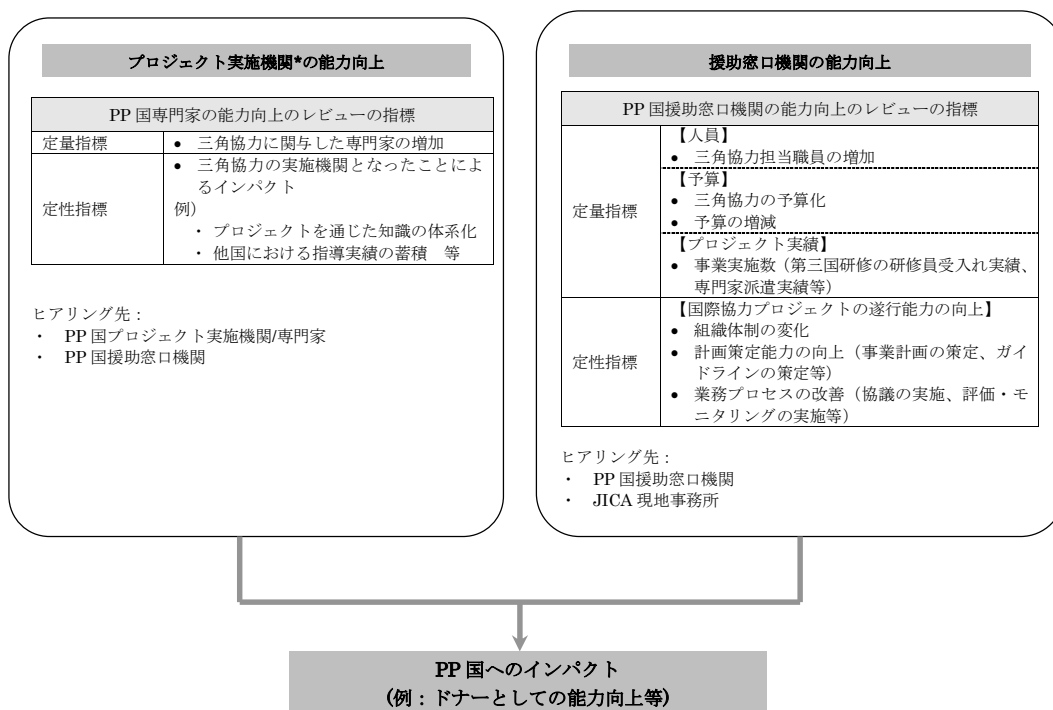 プロジェクト実施機関*の能力向上
PP 国専門家の能力向上のレビューの指標
定量指標
● 三角協力に関与した専門家の増加
定性指標
● 三角協力の実施機関となったことによ
るインパクト
例）
・ プロジェクトを通じた知識の体系化
・ 他国における指導実績の蓄積　等
ヒアリング先：
・ PP 国プロジェクト実施機関/専門家
・ PP 国援助窓口機関
援助窓口機関の能力向上
PP 国援助窓口機関の能力向上のレビューの指標
定量指標
【人員】
● 三角協力担当職員の増加
【予算】
● 三角協力の予算化
● 予算の増減
【プロジェクト実績】
● 事業実施数（第三国研修の研修員受入れ実績、
専門家派遣実績等）
定性指標
【国際協力プロジェクトの遂行能力の向上】
● 組織体制の変化
● 計画策定能力の向上（事業計画の策定、ガイ
ドラインの策定等）
● 業務プロセスの改善（協議の実施、評価・モ
ニタリングの実施等）
ヒアリング先：
・ PP 国援助窓口機関
・ JICA 現地事務所
PP 国へのインパクト
(例：ドナーとしての能力向上等)